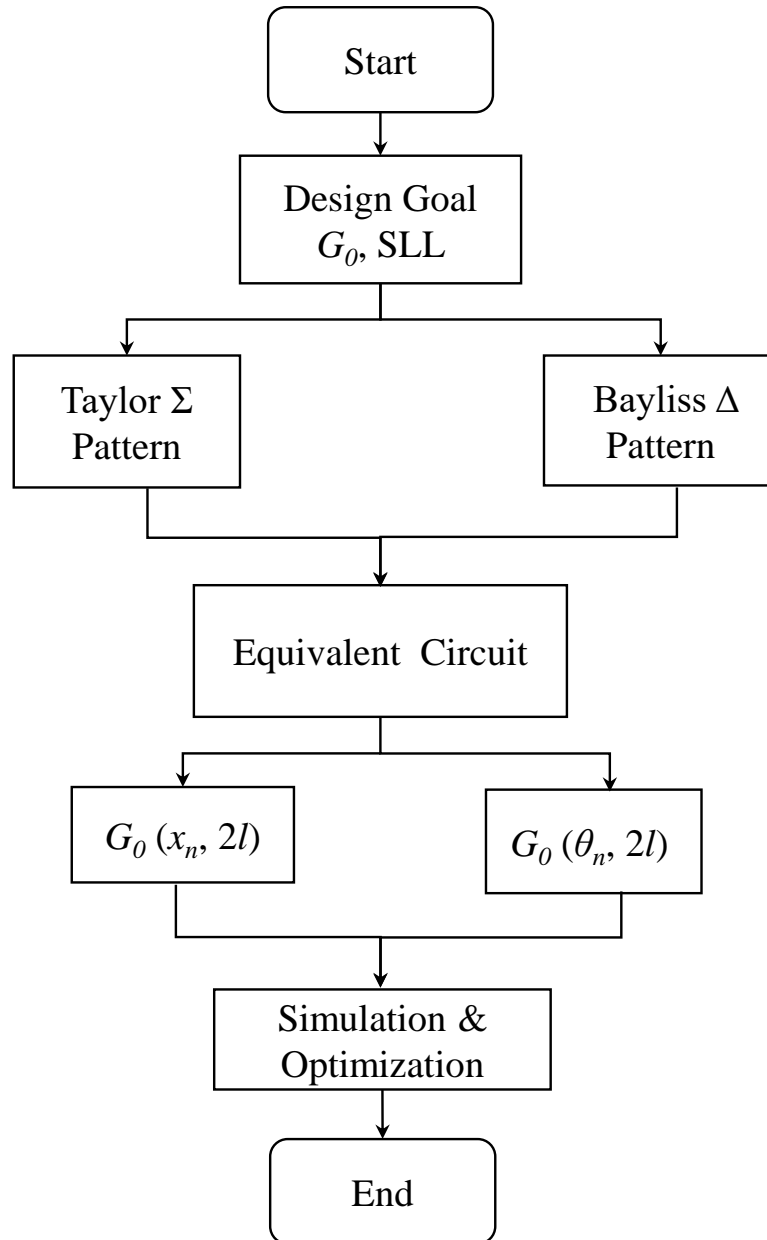 Start
Design Goal
G₀, SLL
Taylor Σ
Pattern
Bayliss Δ
Pattern
Equivalent Circuit
G₀ (xₙ, 2l)
G₀ (θₙ, 2l)
Simulation &
Optimization
End